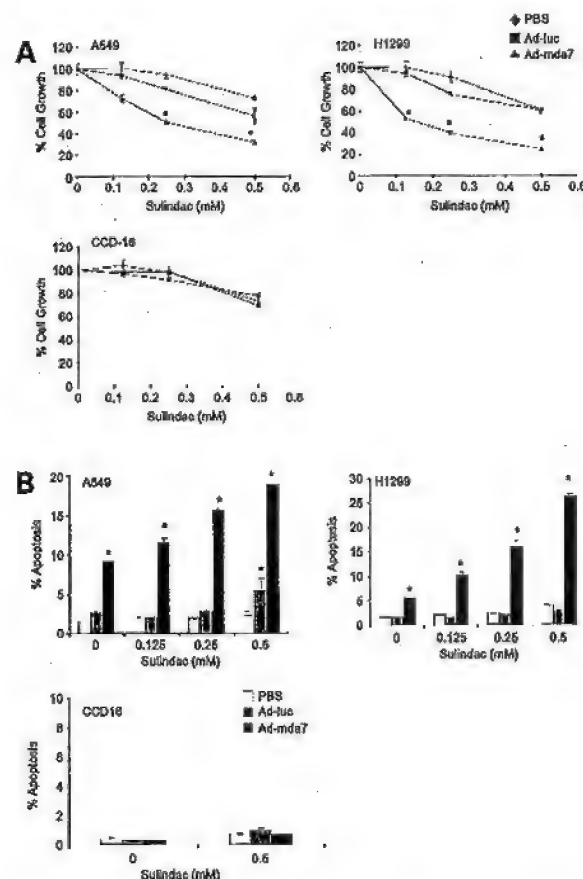 A
A549
H1299
PBS
Ad-luc
Ad-mda7
% Cell Growth
120
100
80
60
40
20
0
0 0.1 0.2 0.3 0.4 0.5 0.6
Sulindac (mM)
% Cell Growth
120
100
80
60
40
20
0
0 0.1 0.2 0.3 0.4 0.5 0.6
Sulindac (mM)
CCD-16
% Cell Growth
120
100
80
60
40
20
0
0 0.1 0.2 0.3 0.4 0.5 0.6
Sulindac (mM)
B
A549
% Apoptosis
20
15
10
5
0
* * * * *
0 0.125 0.25 0.5
Sulindac (mM)
H1299
% Apoptosis
30
25
20
15
10
5
0
* * * *
0 0.125 0.25 0.5
Sulindac (mM)
CCD16
PBS
Ad-luc
Ad-mda7
% Apoptosis
10
8
6
4
2
0
0 0.5
Sulindac (mM)